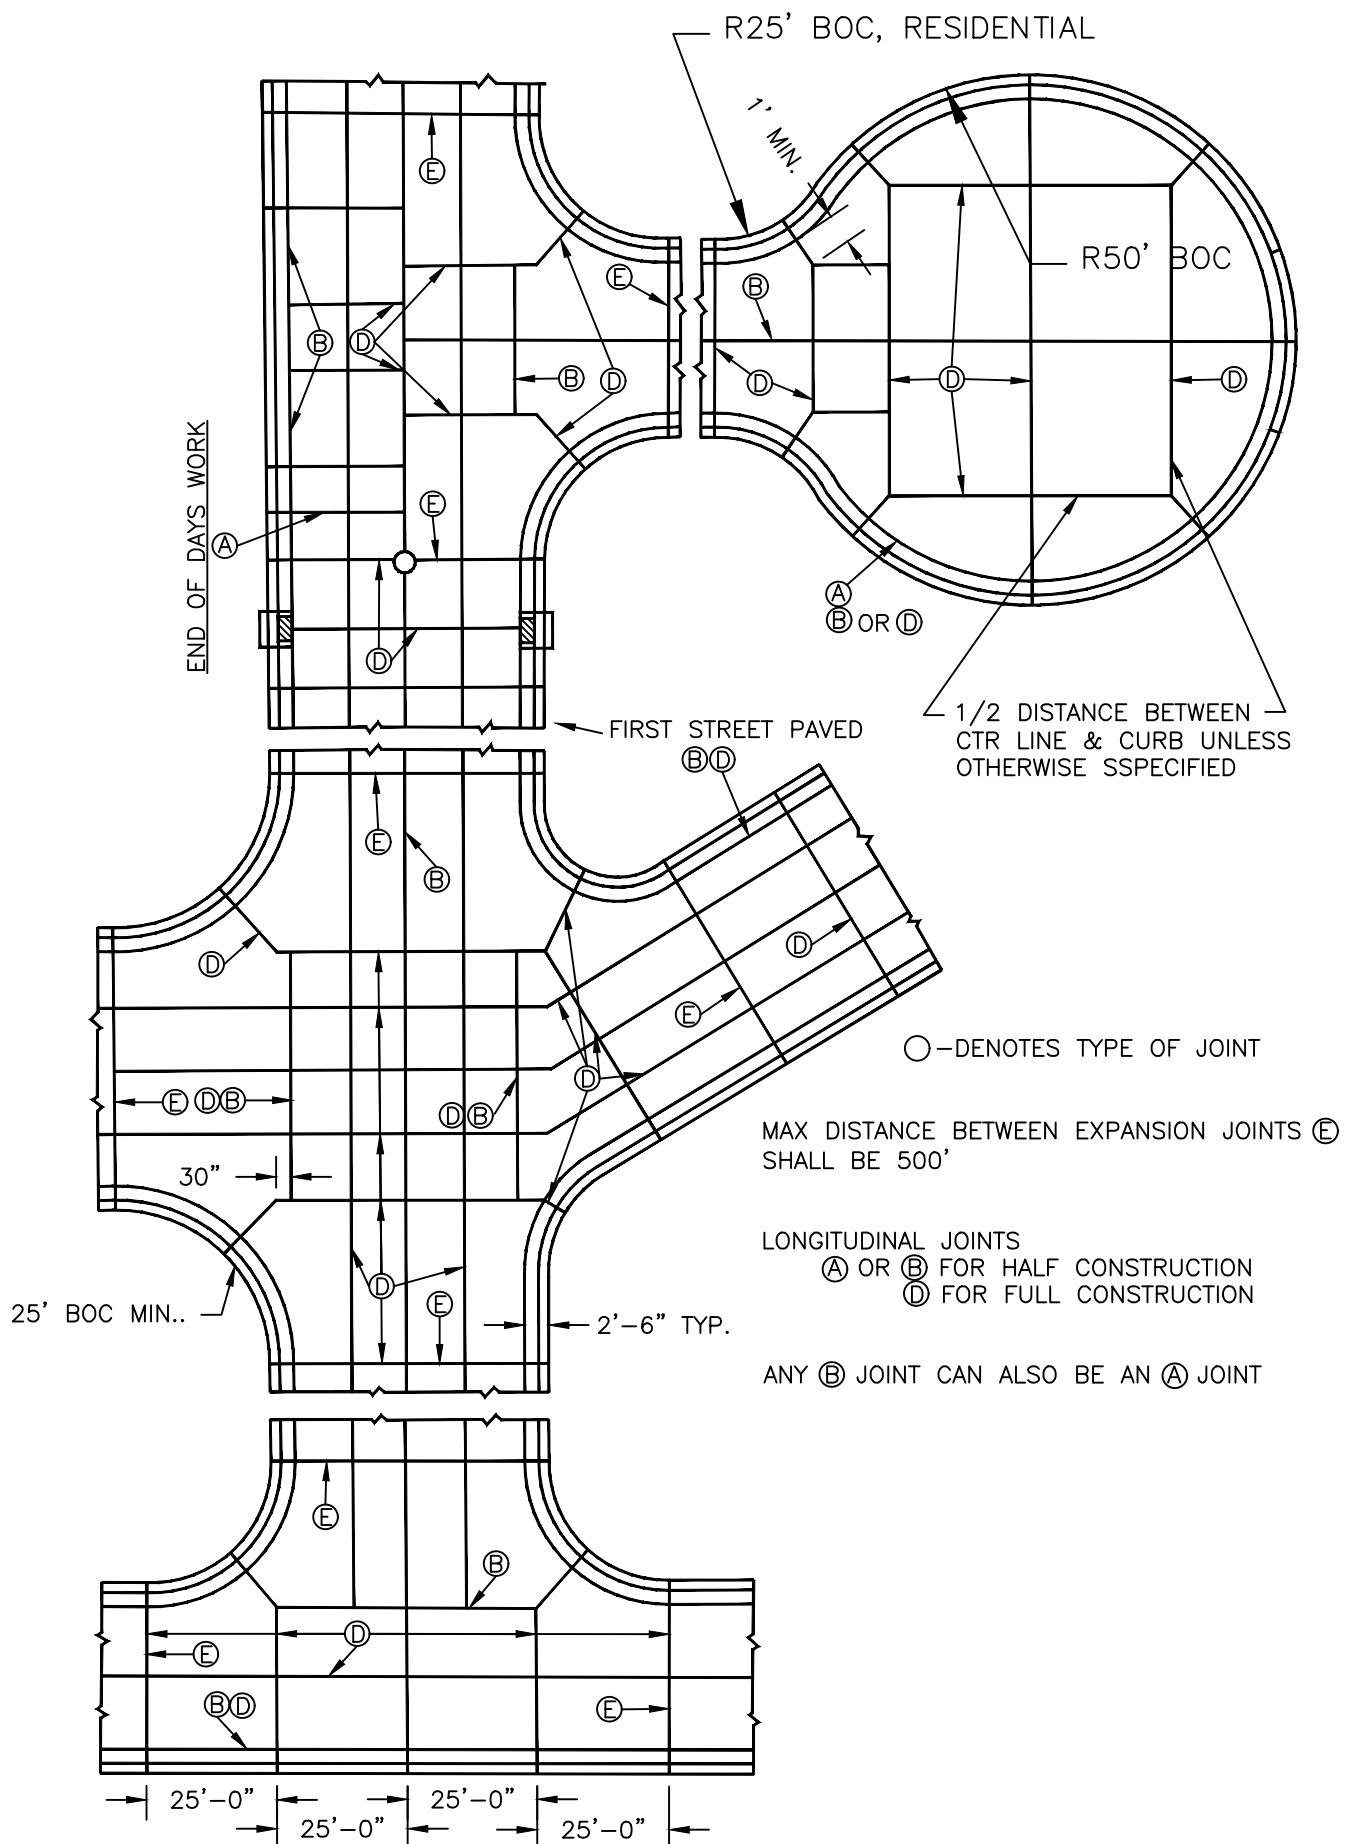 R25' BOC, RESIDENTIAL
1' MIN.
E
R50' BOC
E
B
B
D
B
D
D
D
D
END OF DAYS WORK
E
A
A
B OR D
D
1/2 DISTANCE BETWEEN
CTR LINE & CURB UNLESS
OTHERWISE SSPECIFIED
FIRST STREET PAVED
B D
E
B
D
D
E
-DENOTES TYPE OF JOINT
D
E D B
D B
MAX DISTANCE BETWEEN EXPANSION JOINTS E
SHALL BE 500'
30"
LONGITUDINAL JOINTS
A OR B FOR HALF CONSTRUCTION
D FOR FULL CONSTRUCTION
D
E
25' BOC MIN..
2'-6" TYP.
ANY B JOINT CAN ALSO BE AN A JOINT
E
B
D
E
B D
E
25'-0"
25'-0"
25'-0"
25'-0"